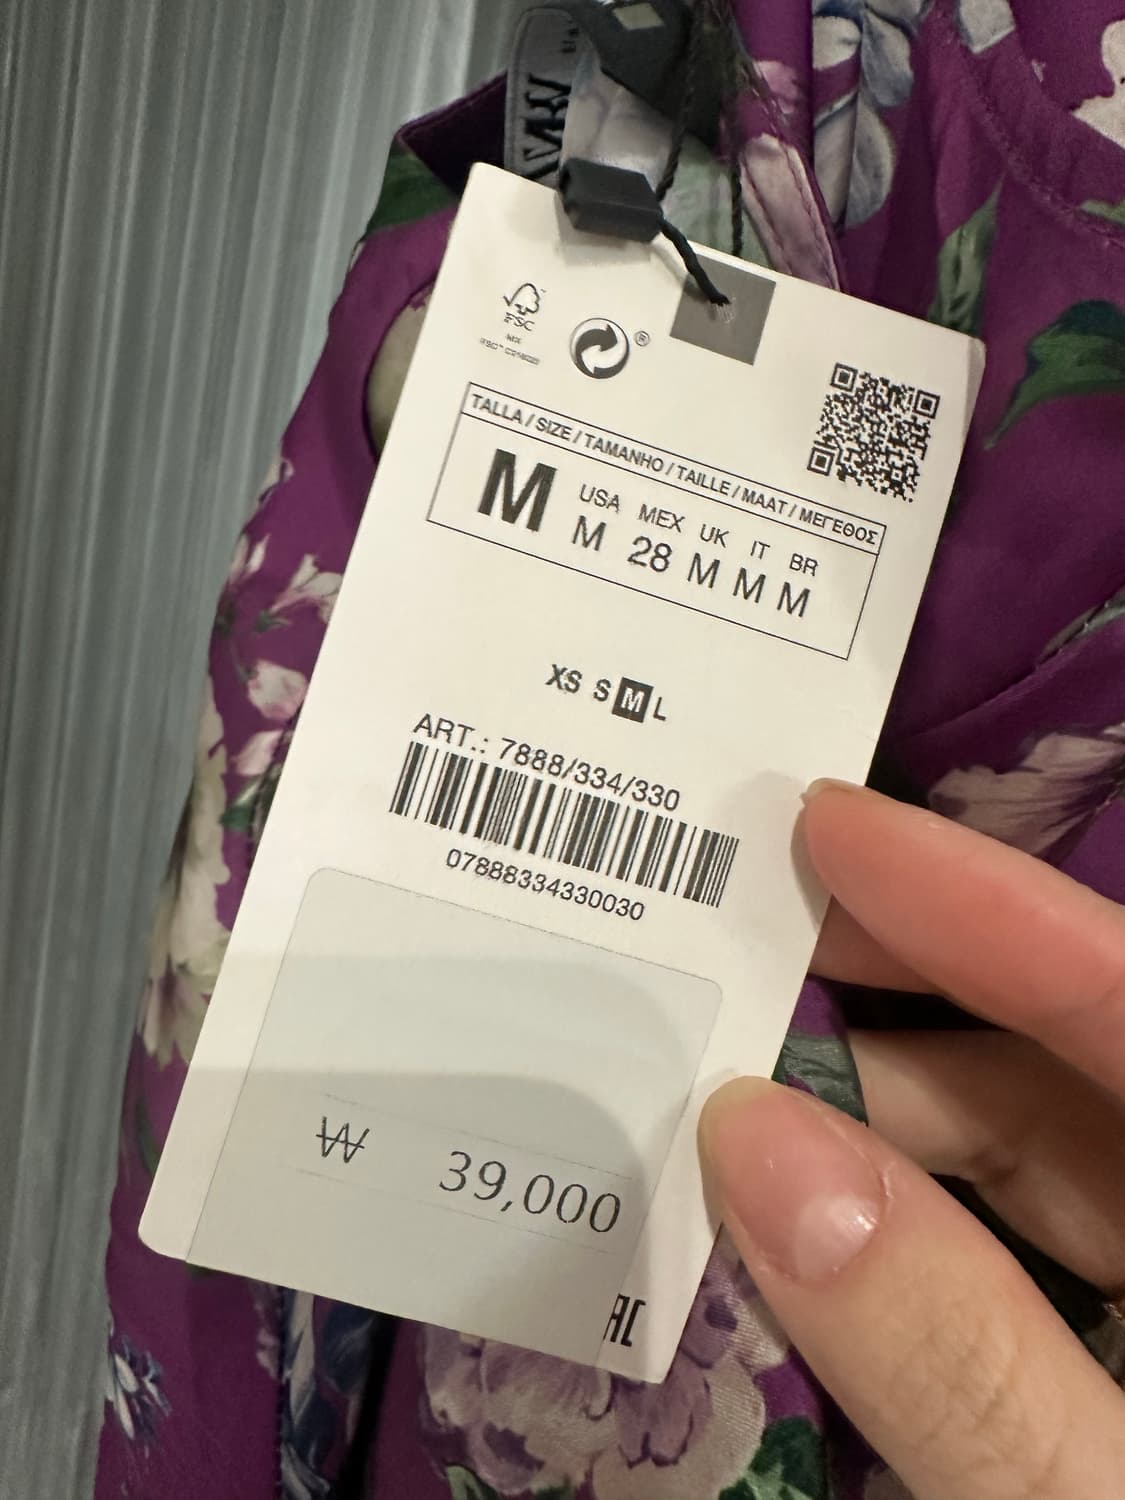 FSC
MIX
TALLA / SIZE / TAMANHO / TAILLE / MAAT / ΜΕΓΕΘΟΣ
M USA MEX UK IT BR
M 28 M M M
XS S M L
ART.: 7888/334/330
07888334330030
₩ 39,000